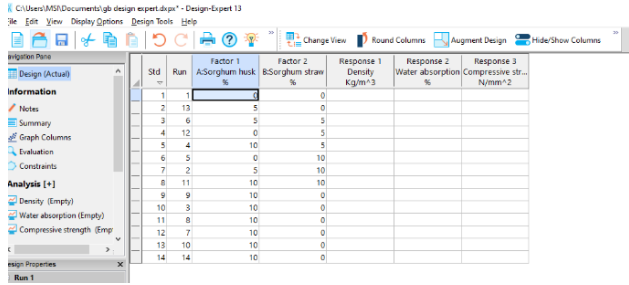 C:\Users\MSI\Documents\gb design expert.dxpx* - Design-Expert 13
File Edit View Display Options Design Tools Help
Change View Round Columns Augment Design Hide/Show Columns
Navigation Pane
Design (Actual)
Information
Notes
Summary
Graph Columns
Evaluation
Constraints
Analysis [+]
Density (Empty)
Water absorption (Empty)
Compressive strength (Emp
Design Properties
Run 1
Std Run Factor 1 A:Sorghum husk % Factor 2 B:Sorghum straw % Response 1 Density Kg/m^3 Response 2 Water absorption % Response 3 Compressive str... N/mm^2
1 1 0 0
2 13 5 0
3 6 5 5
4 12 0 5
5 4 10 5
6 5 0 10
7 2 5 10
8 11 10 10
9 9 10 0
10 3 10 0
11 8 10 0
12 7 10 0
13 10 10 0
14 14 10 0